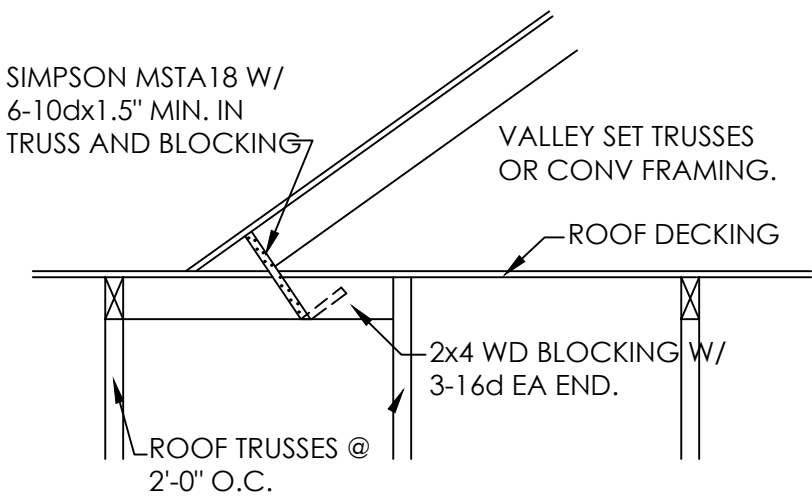 SIMPSON MSTA18 W/
6-10dx1.5" MIN. IN
TRUSS AND BLOCKING
VALLEY SET TRUSSES
OR CONV FRAMING.
ROOF DECKING
2x4 WD BLOCKING W/
3-16d EA END.
ROOF TRUSSES @
2'-0" O.C.